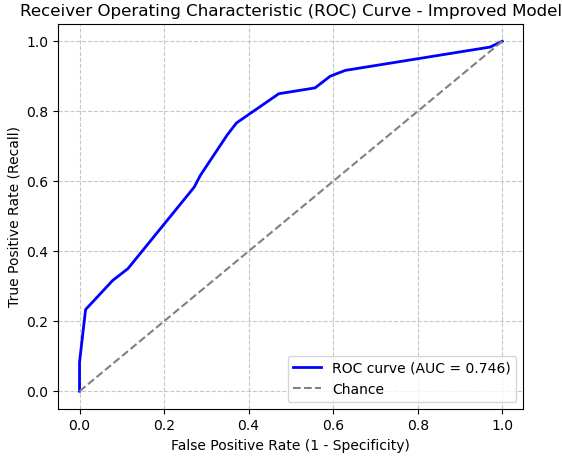 Receiver Operating Characteristic (ROC) Curve - Improved Model
True Positive Rate (Recall)
1.0
0.8
0.6
0.4
0.2
0.0
ROC curve (AUC = 0.746)
Chance
0.0 0.2 0.4 0.6 0.8 1.0
False Positive Rate (1 - Specificity)